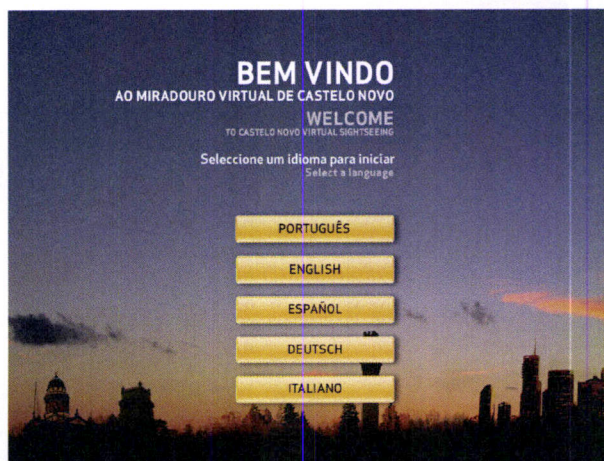 BEM VINDO
AO MIRADOURO VIRTUAL DE CASTELO NOVO
WELCOME
TO CASTELO NOVO VIRTUAL SIGHTSEEING
Seleccione um idioma para iniciar
Select a language
PORTUGUÊS
ENGLISH
ESPAÑOL
DEUTSCH
ITALIANO